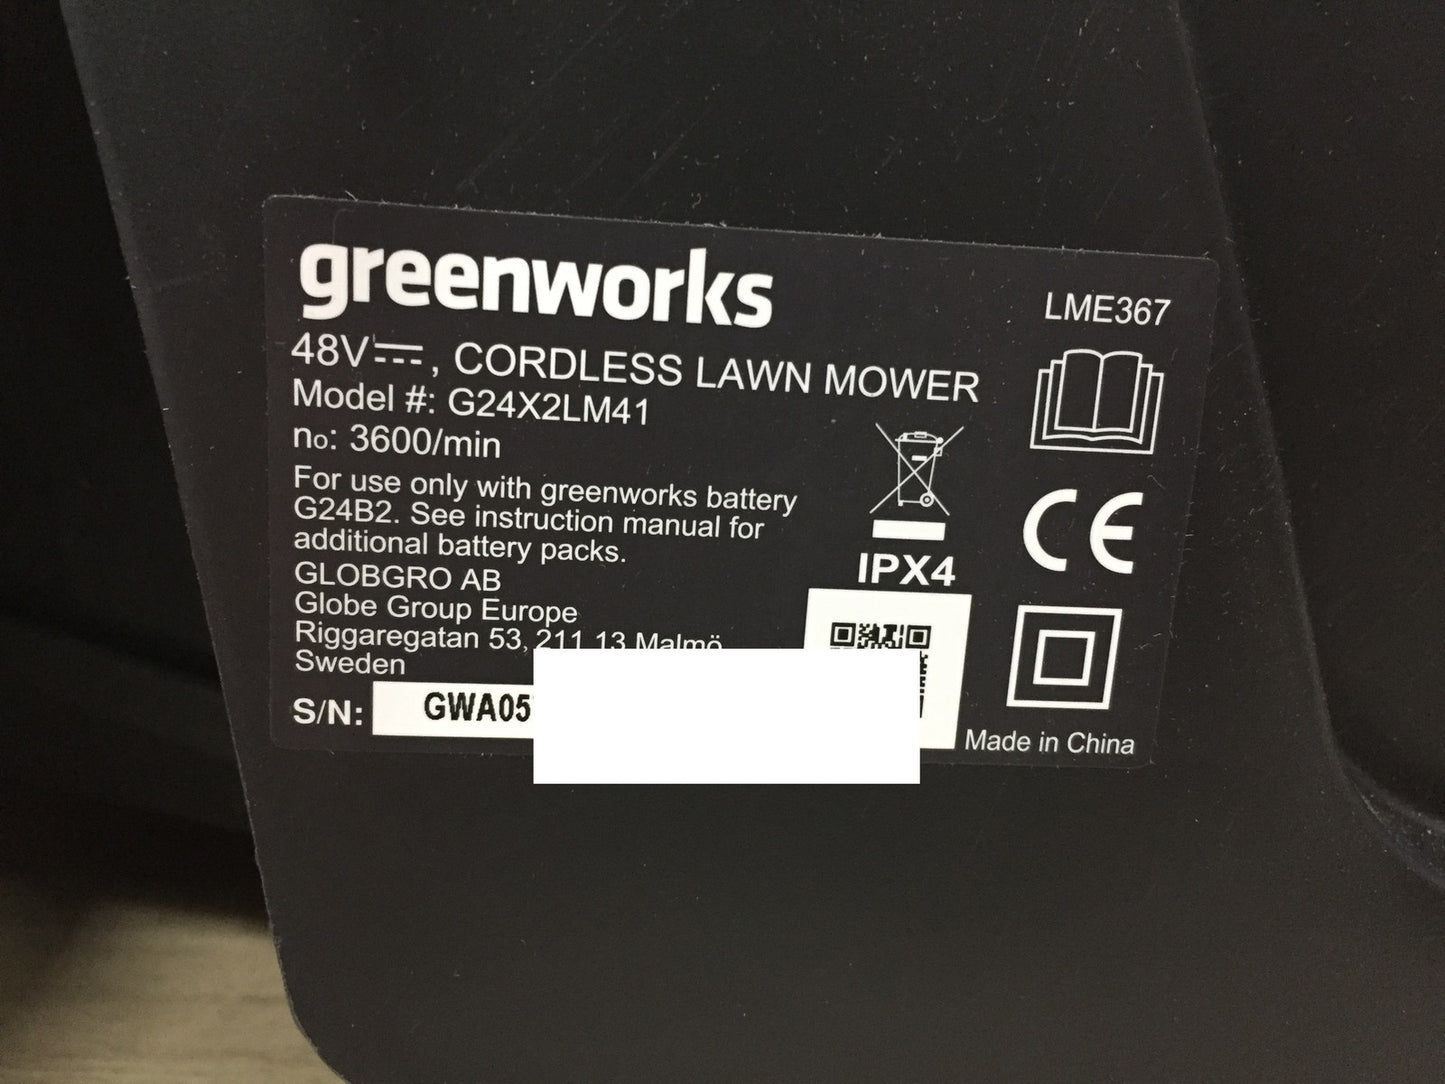 greenworks
LME367
48V⎓, CORDLESS LAWN MOWER
Model #: G24X2LM41
no: 3600/min
For use only with greenworks battery
G24B2. See instruction manual for
additional battery packs.
IPX4
CE
GLOBGRO AB
Globe Group Europe
Riggaregatan 53, 211 13 Malmö
Sweden
S/N: GWA05
Made in China